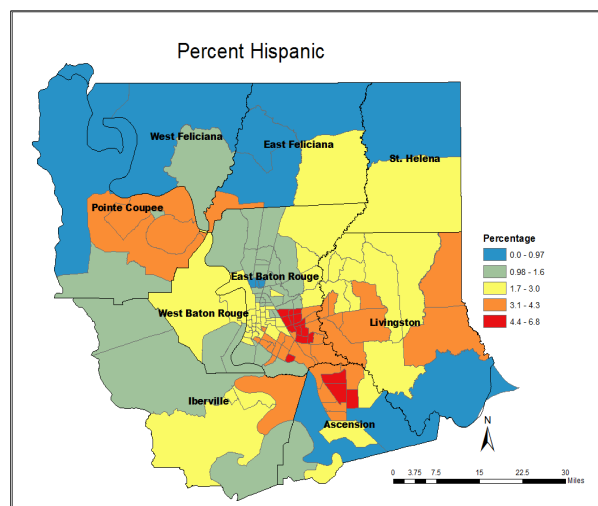 Percent Hispanic
West Feliciana
East Feliciana
St. Helena
Pointe Coupee
Percentage
0.0 - 0.97
0.98 - 1.6
1.7 - 3.0
3.1 - 4.3
4.4 - 6.8
East Baton Rouge
West Baton Rouge
Livingston
Iberville
Ascension
N
0 3.75 7.5 15 22.5 30
Miles